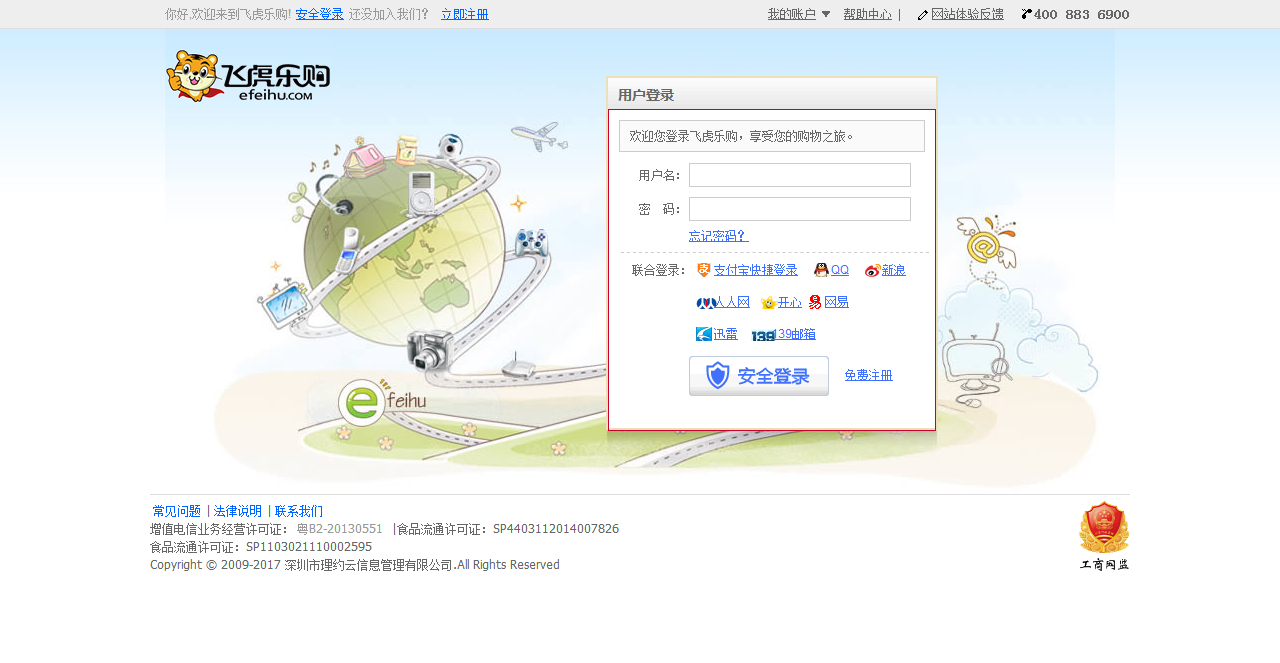 你好,欢迎来到飞虎乐购! 安全登录 还没加入我们? 立即注册 我的账户 帮助中心 | 网站体验反馈 400 883 6900
飞虎乐购
efeihu.COM
用户登录
欢迎您登录飞虎乐购，享受您的购物之旅。
用户名:
密 码:
忘记密码?
联合登录: 支付宝快捷登录 QQ 新浪
人人网 开心 易 网易
迅雷 139 139邮箱
安全登录 免费注册
e feihu
常见问题 | 法律说明 | 联系我们
增值电信业务经营许可证: 粤B2-20130551 |食品流通许可证: SP4403112014007826
食品流通许可证: SP1103021110002595
Copyright © 2009-2017 深圳市理约云信息管理有限公司.All Rights Reserved
工商网监